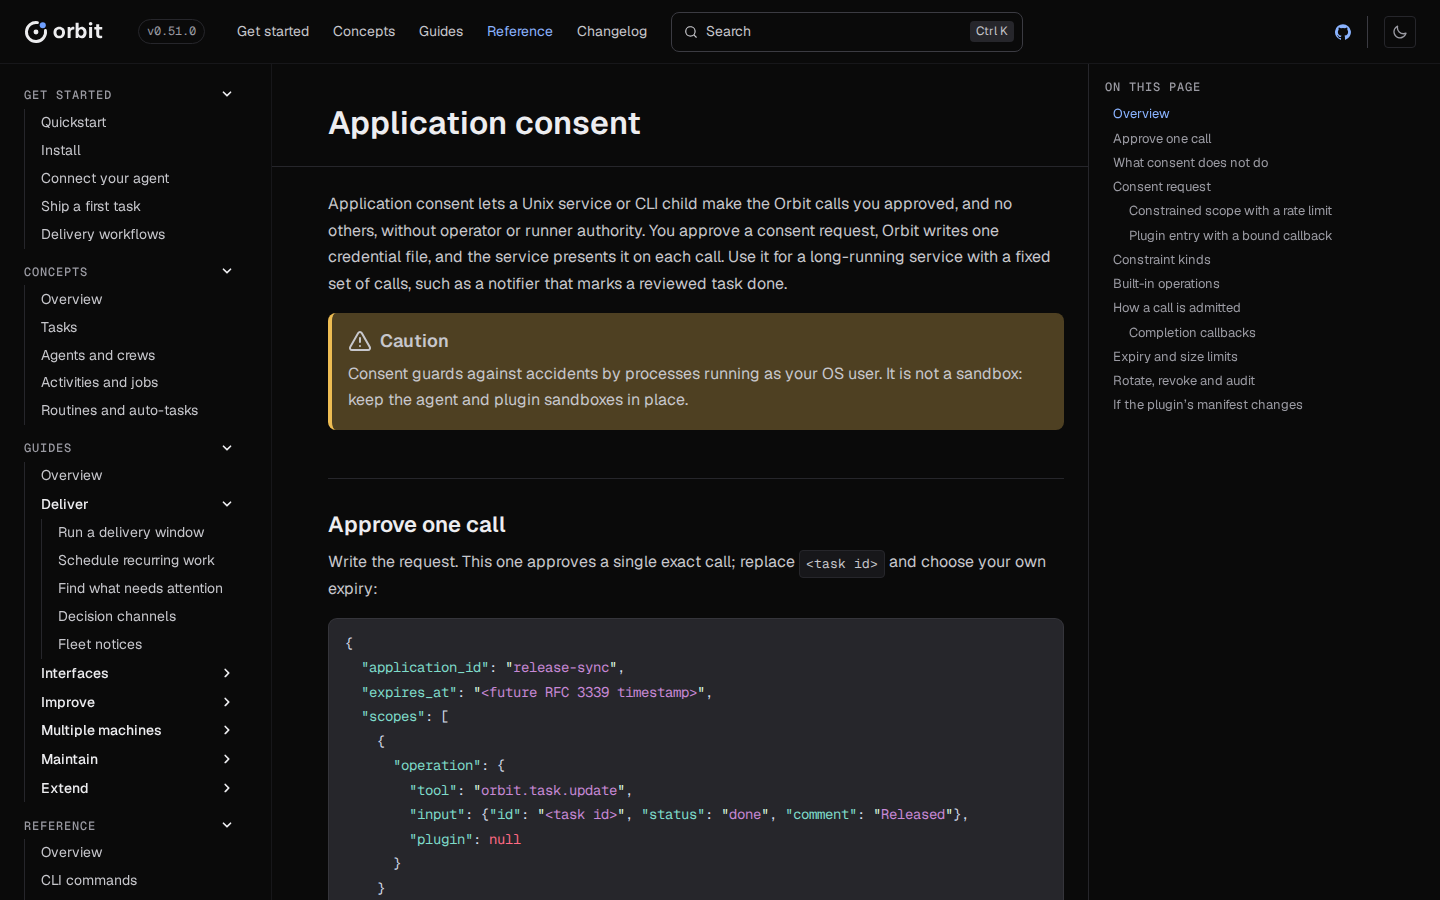 orbit
v0.51.0
Get started
Concepts
Guides
Reference
Changelog
Search
Ctrl K
GET STARTED
Quickstart
Install
Connect your agent
Ship a first task
Delivery workflows
CONCEPTS
Overview
Tasks
Agents and crews
Activities and jobs
Routines and auto-tasks
GUIDES
Overview
Deliver
Run a delivery window
Schedule recurring work
Find what needs attention
Decision channels
Fleet notices
Interfaces
Improve
Multiple machines
Maintain
Extend
REFERENCE
Overview
CLI commands
Application consent
Application consent lets a Unix service or CLI child make the Orbit calls you approved, and no
others, without operator or runner authority. You approve a consent request, Orbit writes one
credential file, and the service presents it on each call. Use it for a long-running service with a fixed
set of calls, such as a notifier that marks a reviewed task done.
Caution
Consent guards against accidents by processes running as your OS user. It is not a sandbox:
keep the agent and plugin sandboxes in place.
Approve one call
Write the request. This one approves a single exact call; replace <task id> and choose your own
expiry:
{
"application_id": "release-sync",
"expires_at": "<future RFC 3339 timestamp>",
"scopes": [
{
"operation": {
"tool": "orbit.task.update",
"input": {"id": "<task id>", "status": "done", "comment": "Released"},
"plugin": null
}
}
ON THIS PAGE
Overview
Approve one call
What consent does not do
Consent request
Constrained scope with a rate limit
Plugin entry with a bound callback
Constraint kinds
Built-in operations
How a call is admitted
Completion callbacks
Expiry and size limits
Rotate, revoke and audit
If the plugin's manifest changes